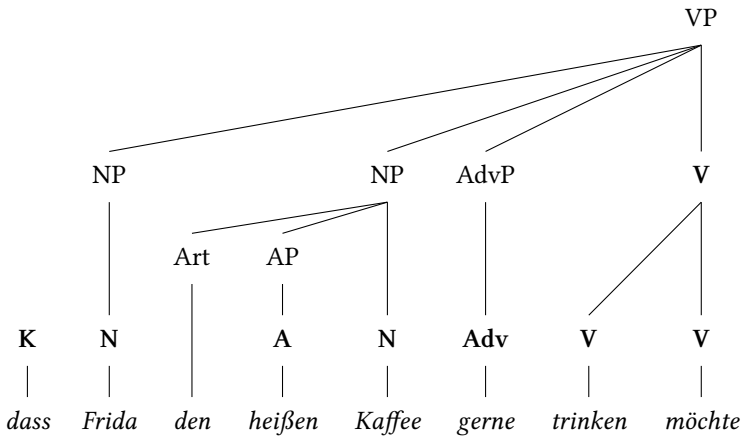 VP
NP NP AdvP V
Art AP
K N A N Adv V V
dass Frida den heißen Kaffee gerne trinken möchte